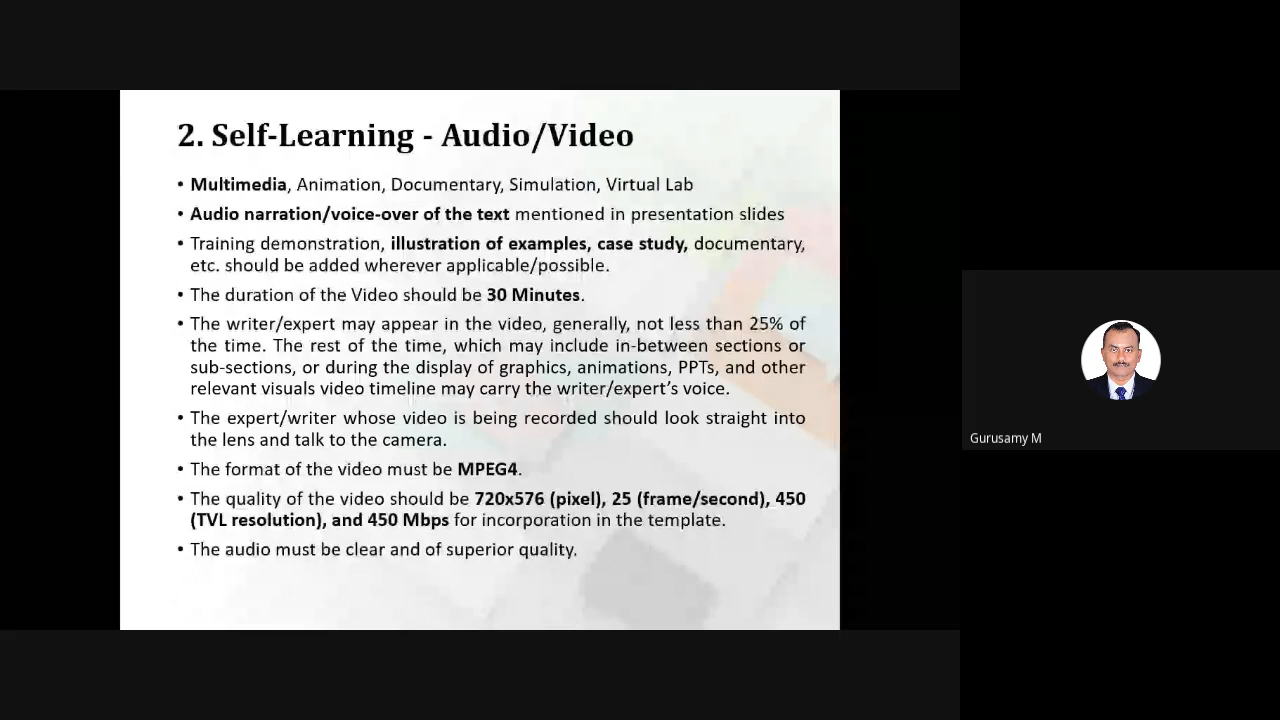 2. Self-Learning - Audio/Video
• Multimedia, Animation, Documentary, Simulation, Virtual Lab
• Audio narration/voice-over of the text mentioned in presentation slides
• Training demonstration, illustration of examples, case study, documentary,
etc. should be added wherever applicable/possible.
• The duration of the Video should be 30 Minutes.
• The writer/expert may appear in the video, generally, not less than 25% of
the time. The rest of the time, which may include in-between sections or
sub-sections, or during the display of graphics, animations, PPTs, and other
relevant visuals video timeline may carry the writer/expert’s voice.
• The expert/writer whose video is being recorded should look straight into
the lens and talk to the camera.
• The format of the video must be MPEG4.
• The quality of the video should be 720x576 (pixel), 25 (frame/second), 450
(TVL resolution), and 450 Mbps for incorporation in the template.
• The audio must be clear and of superior quality.
Gurusamy M